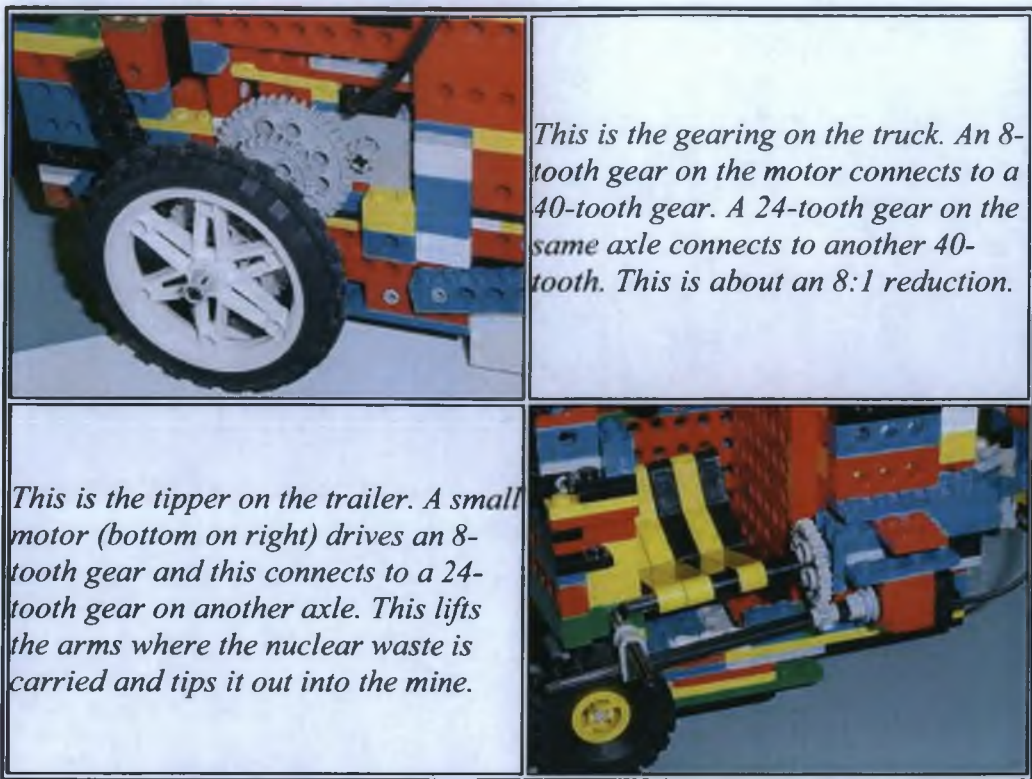 This is the gearing on the truck. An 8-
tooth gear on the motor connects to a
40-tooth gear. A 24-tooth gear on the
same axle connects to another 40-
tooth. This is about an 8:1 reduction.
This is the tipper on the trailer. A small
motor (bottom on right) drives an 8-
tooth gear and this connects to a 24-
tooth gear on another axle. This lifts
the arms where the nuclear waste is
carried and tips it out into the mine.